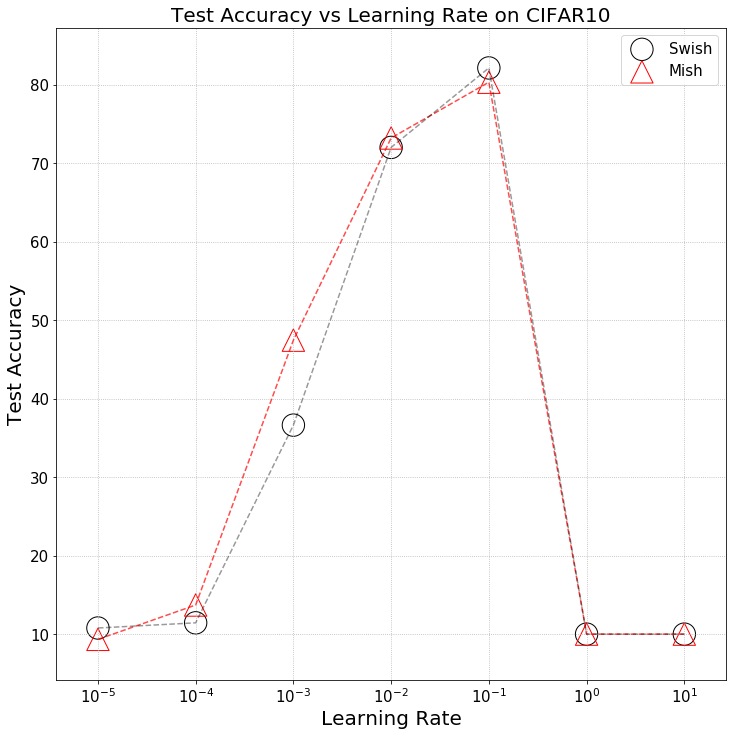 Test Accuracy vs Learning Rate on CIFAR10
Swish
Mish
Test Accuracy
80
70
60
50
40
30
20
10
10⁻⁵ 10⁻⁴ 10⁻³ 10⁻² 10⁻¹ 10⁰ 10¹
Learning Rate